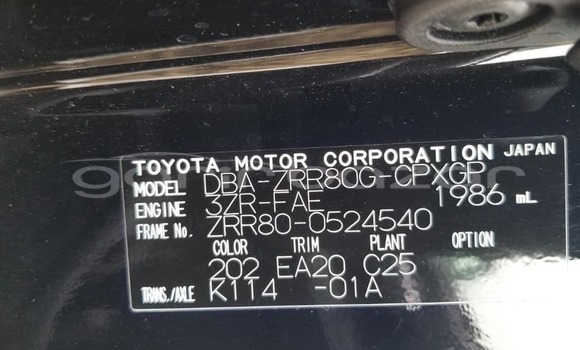 TOYOTA MOTOR CORPORATION JAPAN
MODEL DBA-ZRR80G-CPXGP
ENGINE 3ZR-FAE 1986 mL
FRAME No. ZRR80-0524540
COLOR TRIM PLANT OPTION
202 EA20 C25
TRANS./AXLE K114 -01A